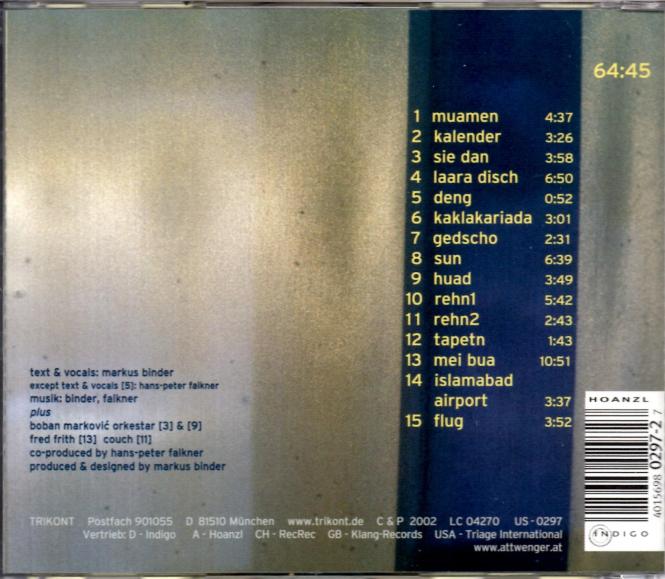 64:45
1 muamen 4:37
2 kalender 3:26
3 sie dan 3:58
4 laara disch 6:50
5 deng 0:52
6 kaklakariada 3:01
7 gedscho 2:31
8 sun 6:39
9 huad 3:49
10 rehn1 5:42
11 rehn2 2:43
12 tapetn 1:43
13 mei bua 10:51
14 islamabad
airport 3:37
15 flug 3:52
text & vocals: markus binder
except text & vocals [5]: hans-peter falkner
musik: binder, falkner
plus
boban marković orkestar [3] & [9]
fred frith [13] couch [11]
co-produced by hans-peter falkner
produced & designed by markus binder
HOANZL
4015698 0297-2 7
INDIGO
TRIKONT Postfach 901055 D 81510 München www.trikont.de C & P 2002 LC 04270 US - 0297
Vertrieb: D - Indigo A - Hoanzl CH - RecRec GB - Klang-Records USA - Triage International
www.attwenger.at